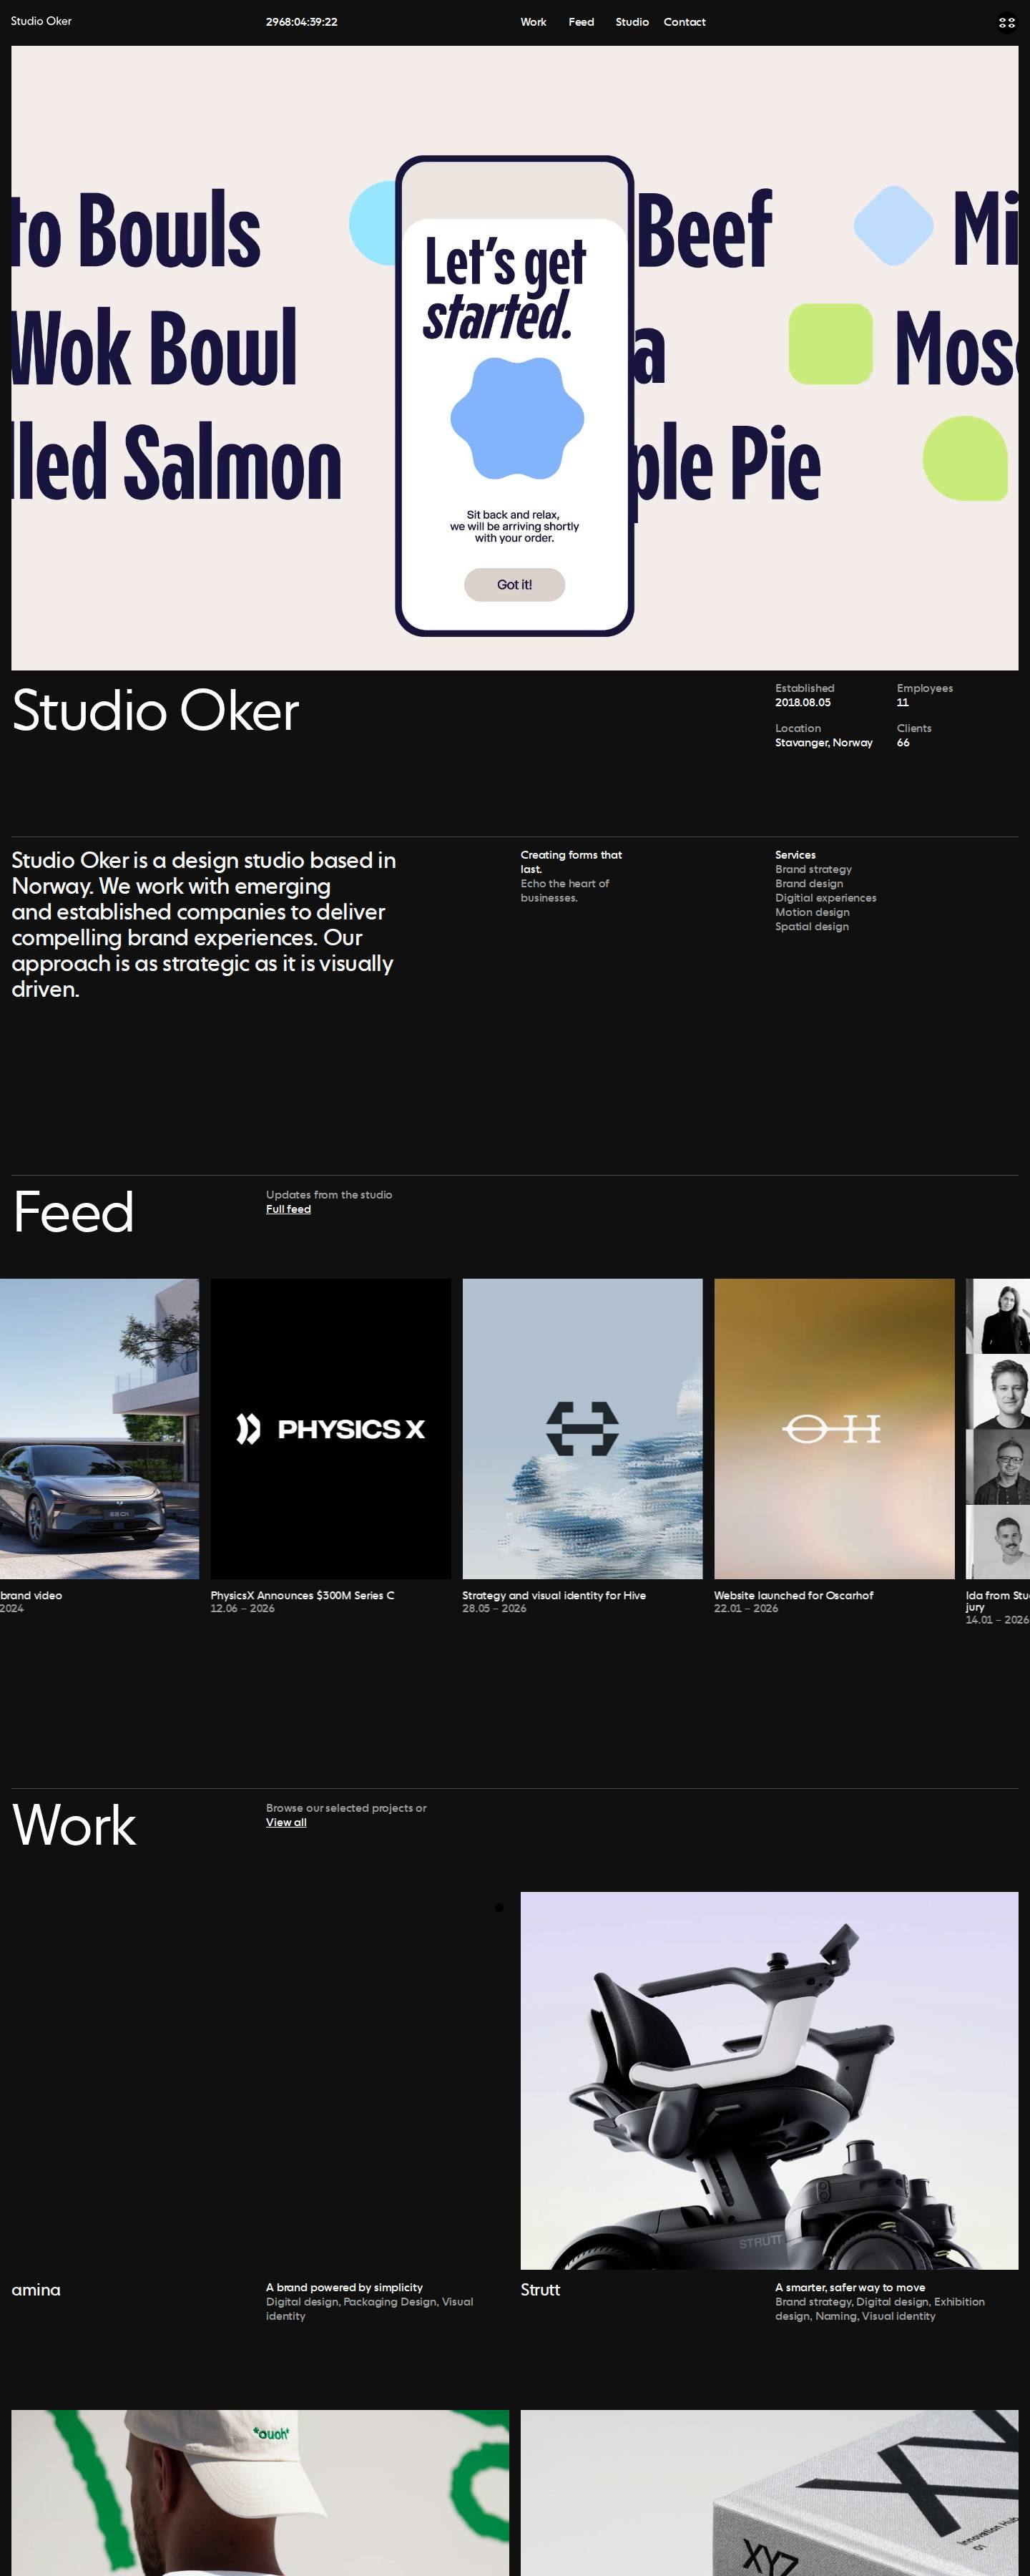 Studio Oker
2968:04:39:22
Work
Feed
Studio
Contact
to Bowls
Beef
Mi
Wok Bowl
a
Mos
lled Salmon
ple Pie
Let's get
started.
Sit back and relax,
we will be arriving shortly
with your order.
Got it!
Studio Oker
Established
2018.08.05
Employees
11
Location
Stavanger, Norway
Clients
66
Studio Oker is a design studio based in
Norway. We work with emerging
and established companies to deliver
compelling brand experiences. Our
approach is as strategic as it is visually
driven.
Creating forms that
last.
Echo the heart of
businesses.
Services
Brand strategy
Brand design
Digitial experiences
Motion design
Spatial design
Feed
Updates from the studio
Full feed
PHYSICS X
OH
brand video
2024
PhysicsX Announces $300M Series C
12.06 – 2026
Strategy and visual identity for Hive
28.05 – 2026
Website launched for Oscarhof
22.01 – 2026
Ida from Stu
jury
14.01 – 2026
Work
Browse our selected projects or
View all
STRUTT
amina
A brand powered by simplicity
Digital design, Packaging Design, Visual
identity
Strutt
A smarter, safer way to move
Brand strategy, Digital design, Exhibition
design, Naming, Visual identity
"ouoh"
XYZ
Innovation Hub
01